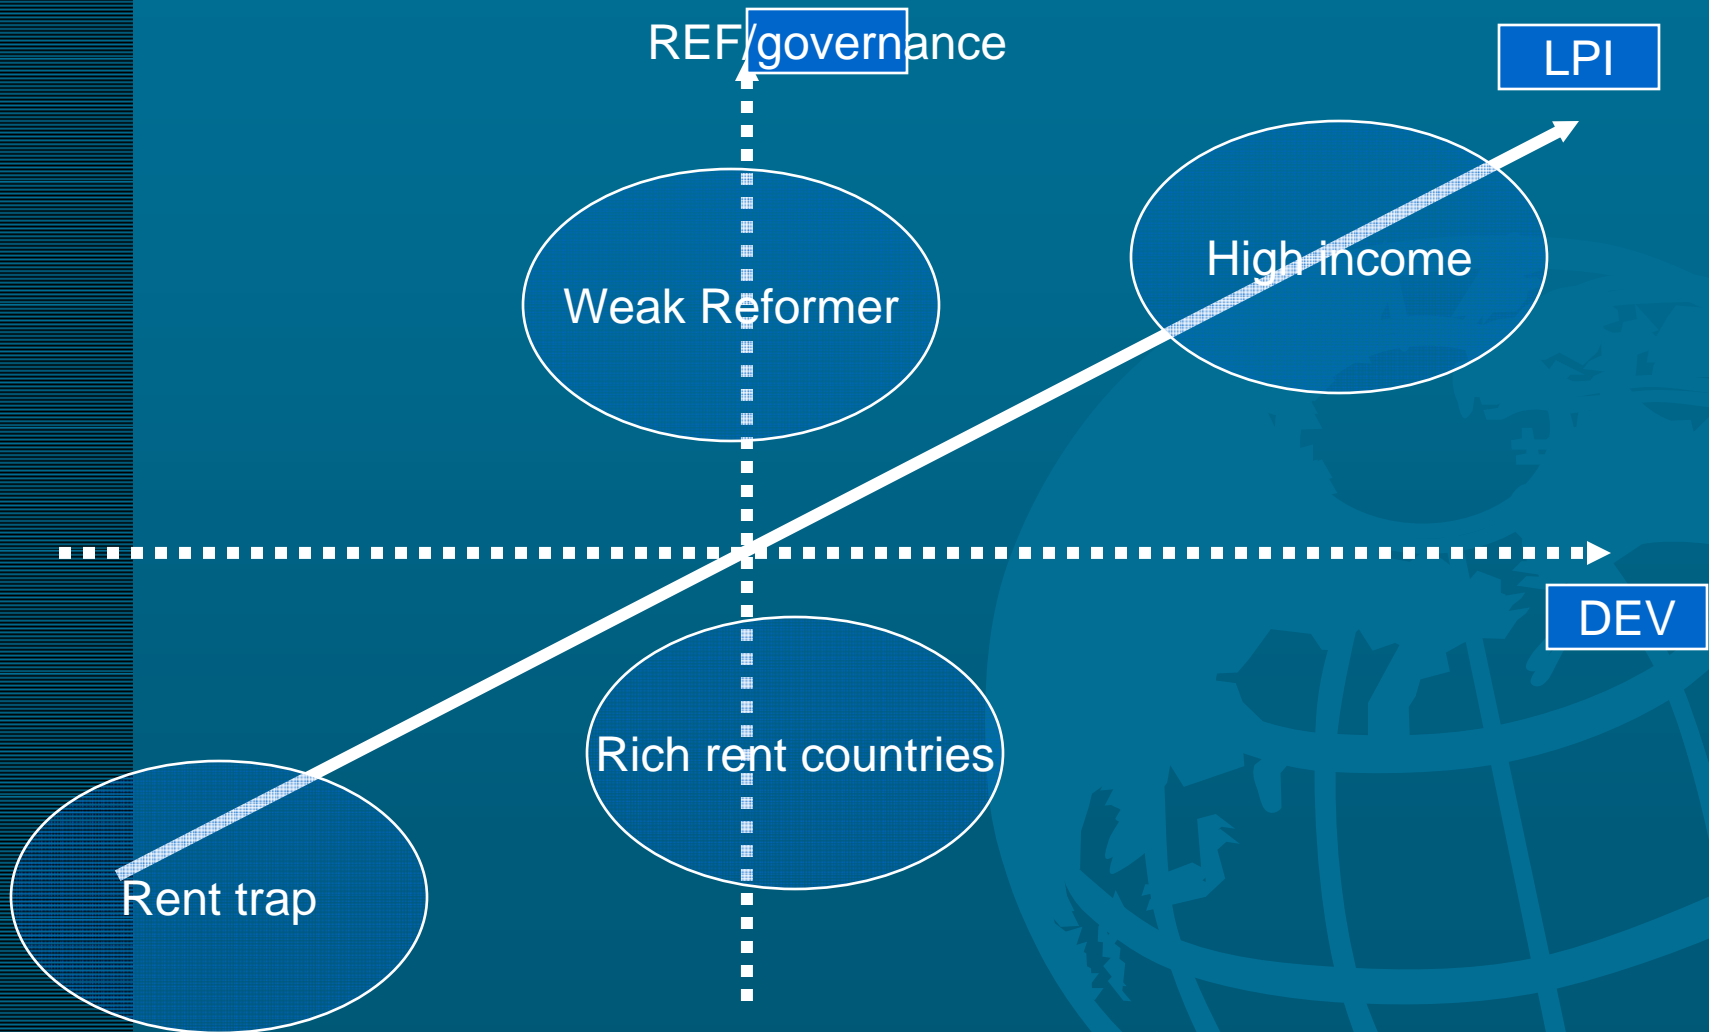 REF/governance
LPI
High income
Weak Reformer
DEV
Rich rent countries
Rent trap